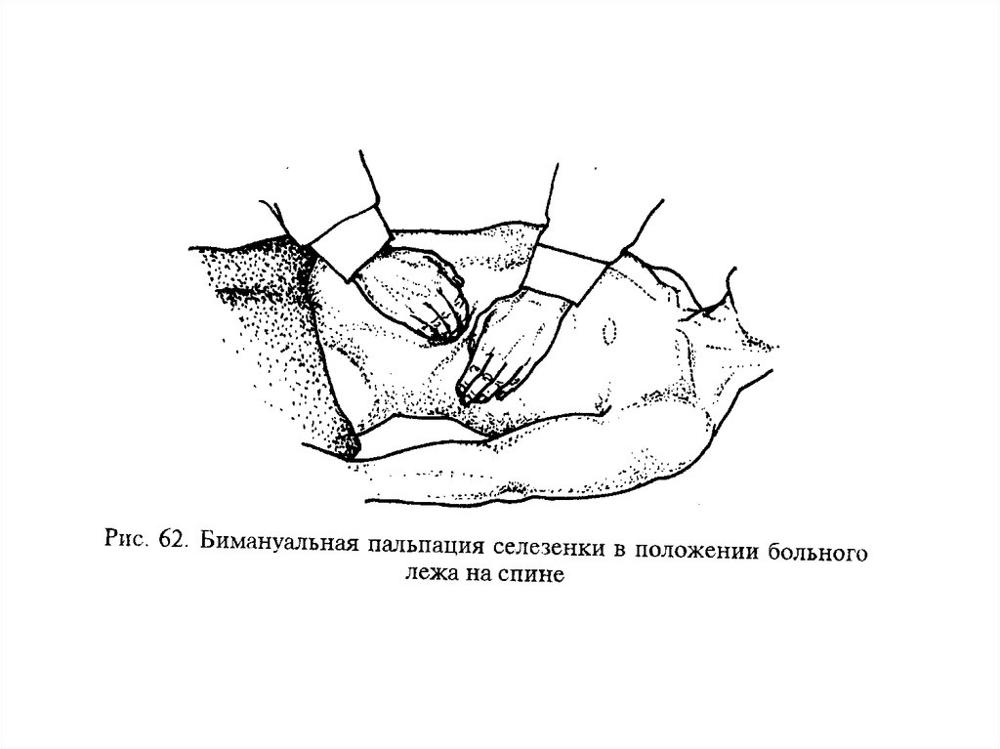 Рис. 62. Бимануальная пальпация селезенки в положении больного
лежа на спине